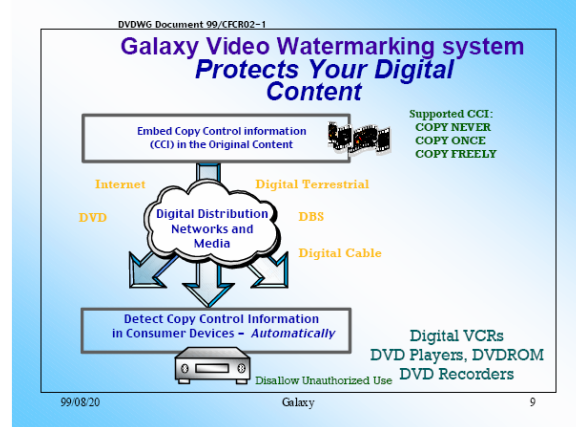 DVDWG Document 99/CFCR02-1
Galaxy Video Watermarking system
Protects Your Digital
Content
Embed Copy Control information
(CCI) in the Original Content
Supported CCI:
COPY NEVER
COPY ONCE
COPY FREELY
Internet
Digital Terrestrial
DVD
Digital Distribution
Networks and
Media
DBS
Digital Cable
Detect Copy Control Information
in Consumer Devices - Automatically
Digital VCRs
DVD Players, DVDROM
DVD Recorders
Disallow Unauthorized Use
99/08/20
Galaxy
9